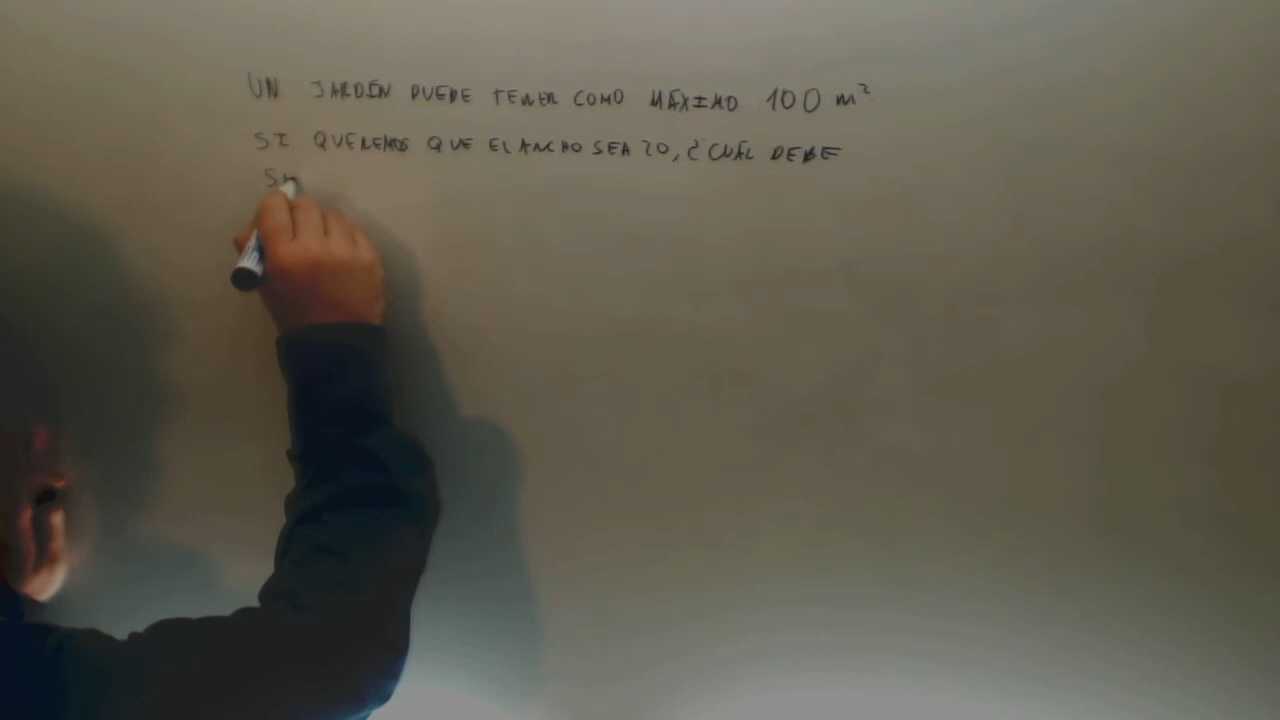 UN JARDÍN PUEDE TENER COMO MÁXIMO 100 m²
SI QUEREMOS QUE EL ANCHO SEA 20, ¿CUÁL DEBE